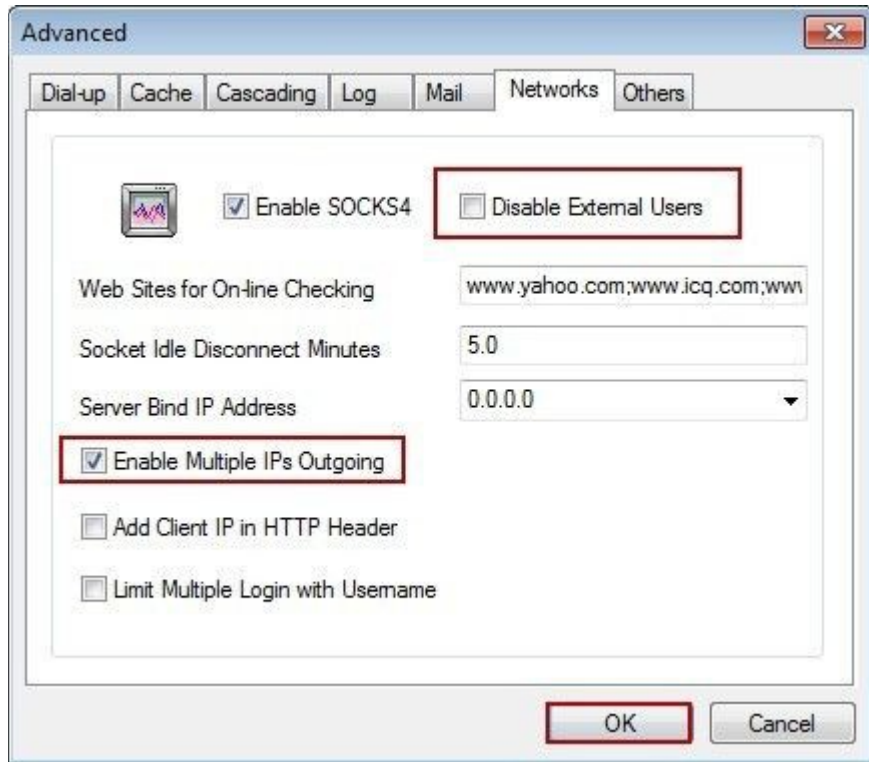 Advanced
Dial-up Cache Cascading Log Mail Networks Others
Enable SOCKS4 Disable External Users
Web Sites for On-line Checking www.yahoo.com;www.icq.com;www
Socket Idle Disconnect Minutes 5.0
Server Bind IP Address 0.0.0.0
Enable Multiple IPs Outgoing
Add Client IP in HTTP Header
Limit Multiple Login with Username
OK Cancel